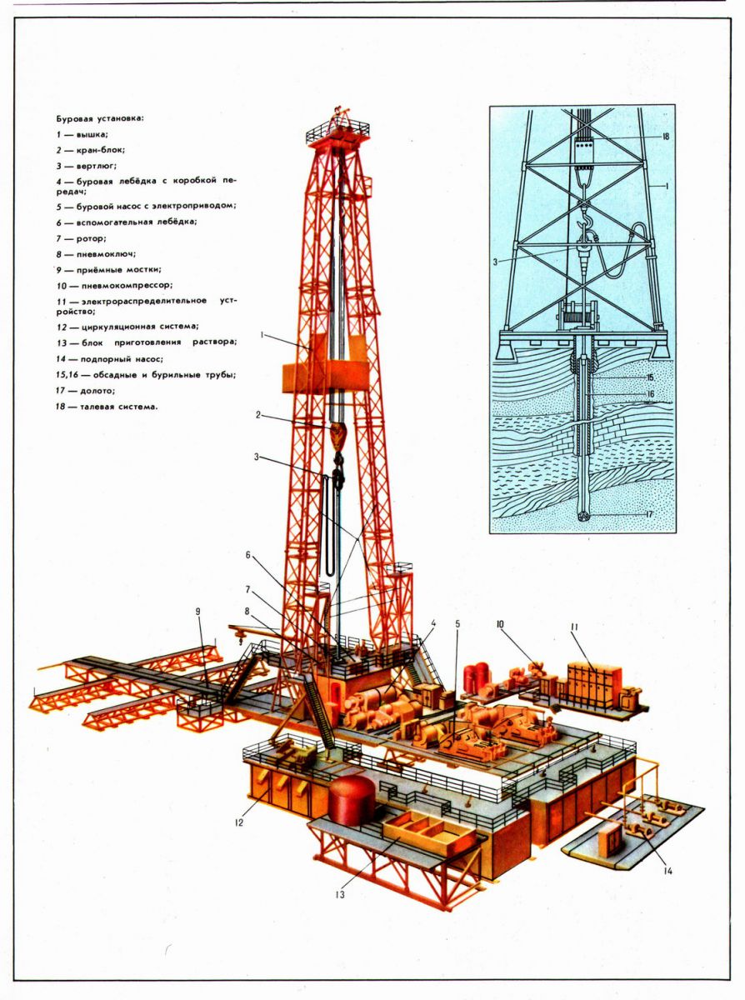 Буровая установка:
1 — вышка;
2 — кран-блок;
3 — вертлюг;
4 — буровая лебёдка с коробкой пе-
редач;
5 — буровой насос с электроприводом;
6 — вспомогательная лебёдка;
7 — ротор;
8 — пневмоключ;
9 — приёмные мостки;
10 — пневмокомпрессор;
11 — электрораспределительное уст-
ройство;
12 — циркуляционная система;
13 — блок приготовления раствора;
14 — подпорный насос;
15,16 — обсадные и бурильные трубы;
17 — долото;
18 — талевая система.
18
1
3
15
16
17
1
2
3
6
7
8
9
4
5
10
11
12
13
14